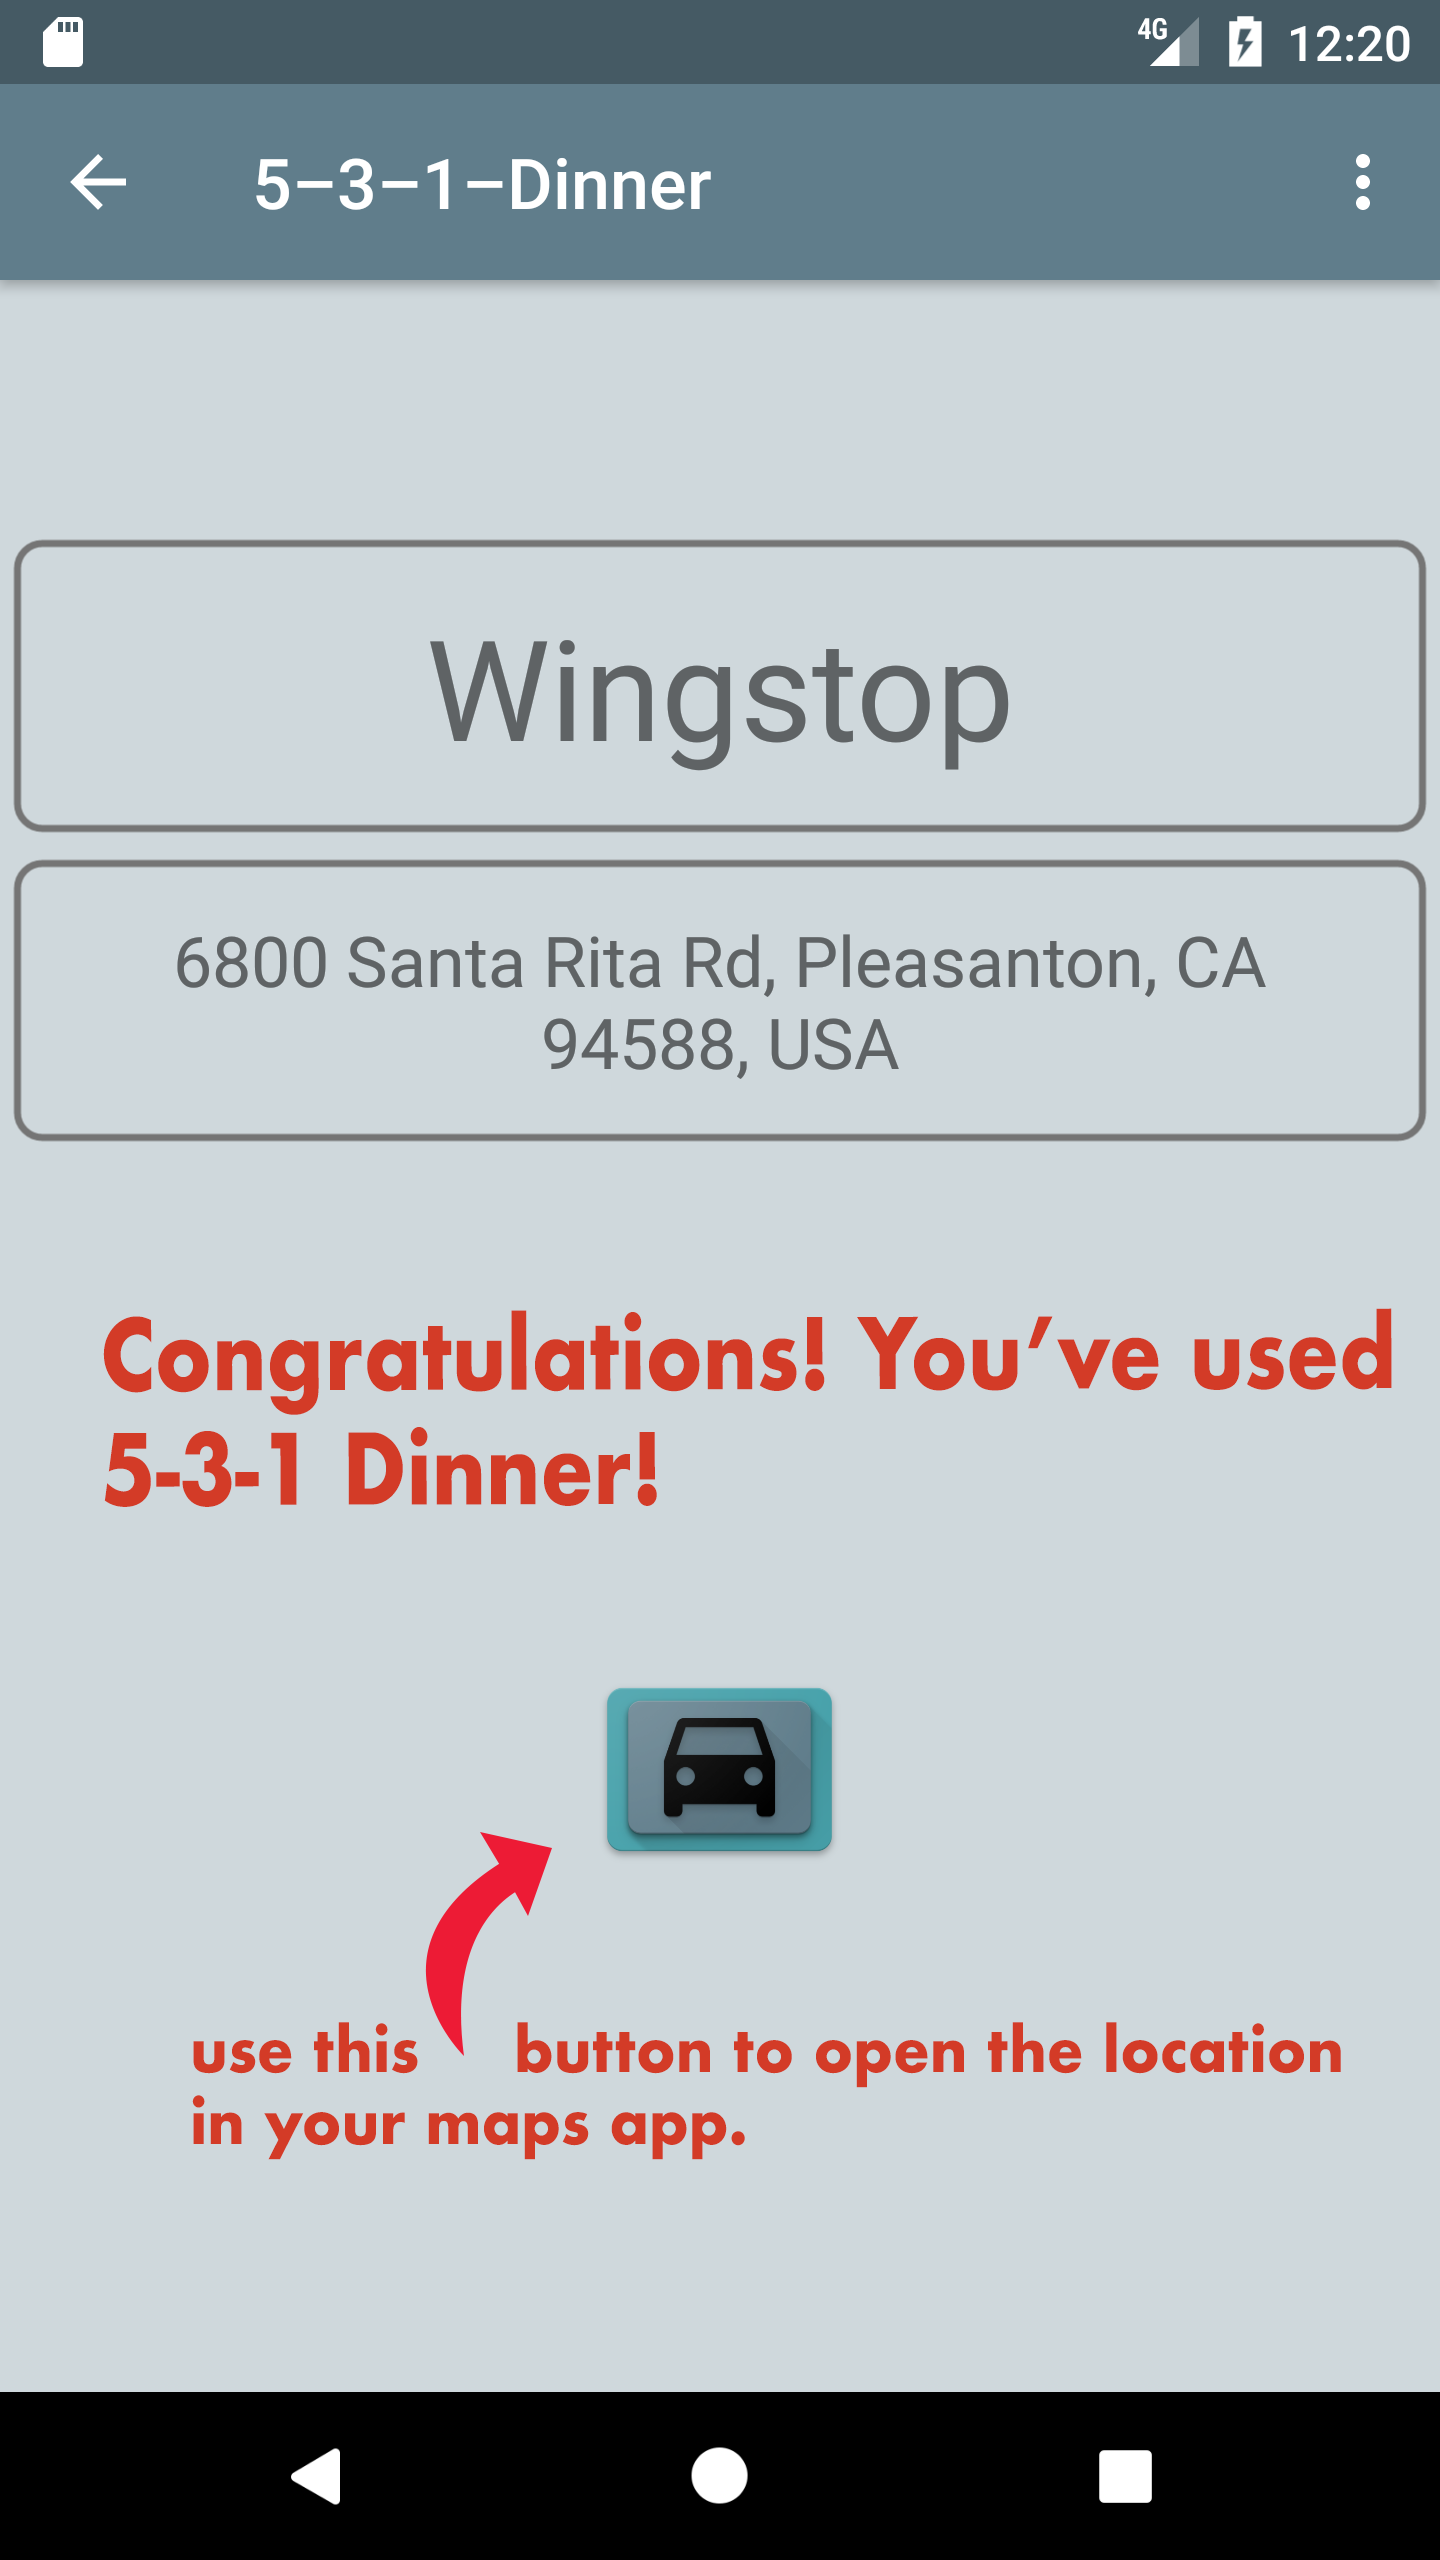 4G 12:20
5–3–1–Dinner
Wingstop
6800 Santa Rita Rd, Pleasanton, CA
94588, USA
Congratulations! You’ve used
5-3-1 Dinner!
use this button to open the location
in your maps app.